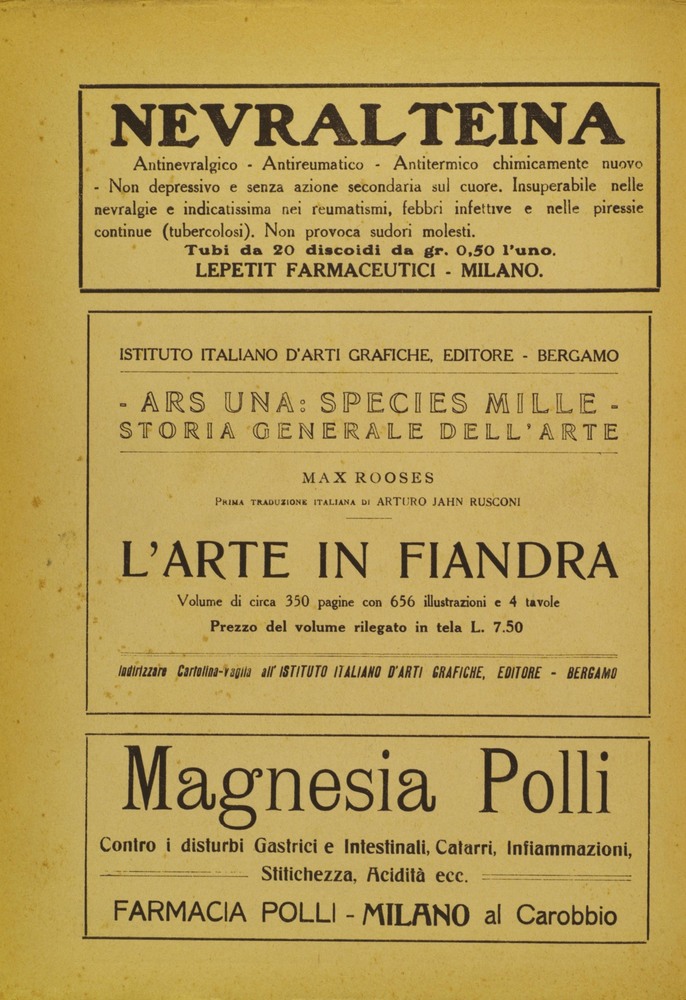 NEVRALTEINA
Antinevralgico - Antireumatico - Antitermico chimicamente nuovo
- Non depressivo e senza azione secondaria sul cuore. Insuperabile nelle
nevralgie e indicatissima nei reumatismi, febbri infettive e nelle piressie
continue (tubercolosi). Non provoca sudori molesti.
Tubi da 20 discoidi da gr. 0,50 l'uno.
LEPETIT FARMACEUTICI - MILANO.
ISTITUTO ITALIANO D'ARTI GRAFICHE, EDITORE - BERGAMO
- ARS UNA: SPECIES MILLE -
STORIA GENERALE DELL'ARTE
MAX ROOSES
PRIMA TRADUZIONE ITALIANA DI ARTURO JAHN RUSCONI
L'ARTE IN FIANDRA
Volume di circa 350 pagine con 656 illustrazioni e 4 tavole
Prezzo del volume rilegato in tela L. 7.50
Indirizzare Cartolina-vaglia all'ISTITUTO ITALIANO D'ARTI GRAFICHE, EDITORE - BERGAMO
Magnesia Polli
Contro i disturbi Gastrici e Intestinali, Catarri, Infiammazioni,
Stitichezza, Acidità ecc.
FARMACIA POLLI - MILANO al Carobbio